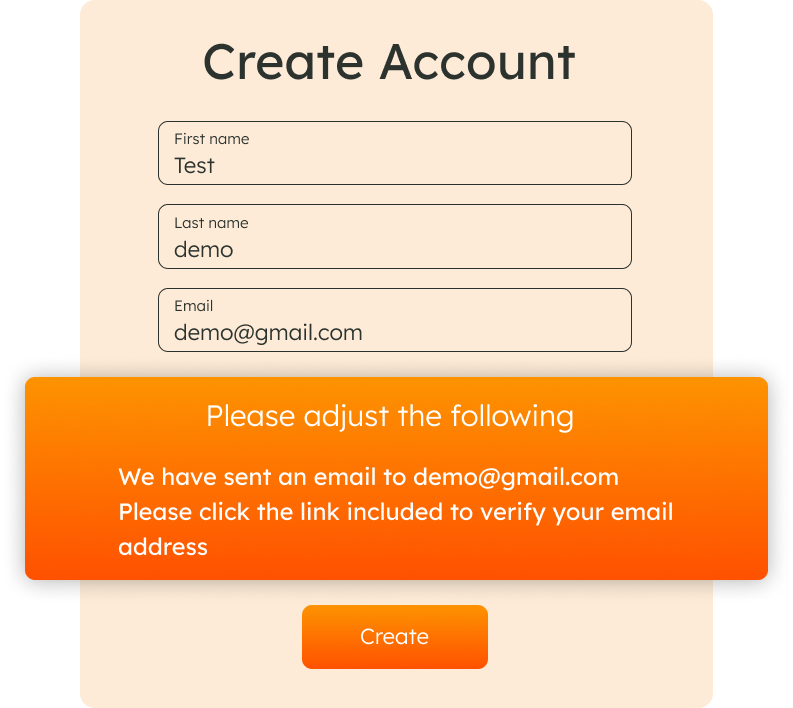 Create Account
First name
Test
Last name
demo
Email
demo@gmail.com
Please adjust the following
We have sent an email to demo@gmail.com
Please click the link included to verify your email
address
Create